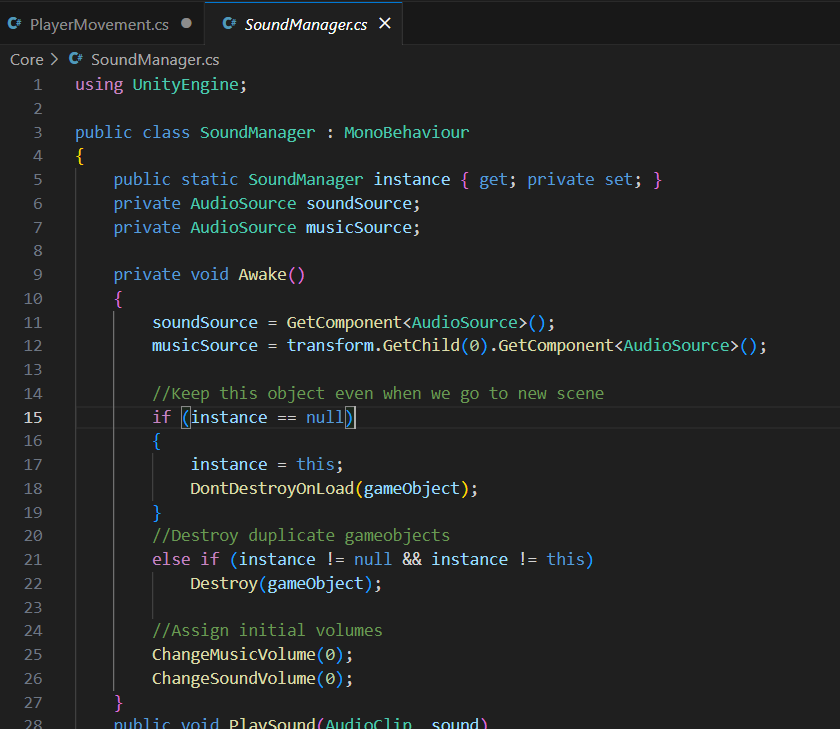 C# PlayerMovement.cs ● C# SoundManager.cs ×
Core > C# SoundManager.cs
1 using UnityEngine;
2
3 public class SoundManager : MonoBehaviour
4 {
5 public static SoundManager instance { get; private set; }
6 private AudioSource soundSource;
7 private AudioSource musicSource;
8
9 private void Awake()
10 {
11 soundSource = GetComponent<AudioSource>();
12 musicSource = transform.GetChild(0).GetComponent<AudioSource>();
13
14 //Keep this object even when we go to new scene
15 if (instance == null)
16 {
17 instance = this;
18 DontDestroyOnLoad(gameObject);
19 }
20 //Destroy duplicate gameobjects
21 else if (instance != null && instance != this)
22 Destroy(gameObject);
23
24 //Assign initial volumes
25 ChangeMusicVolume(0);
26 ChangeSoundVolume(0);
27 }
28 public void PlaySound(AudioClip _sound)